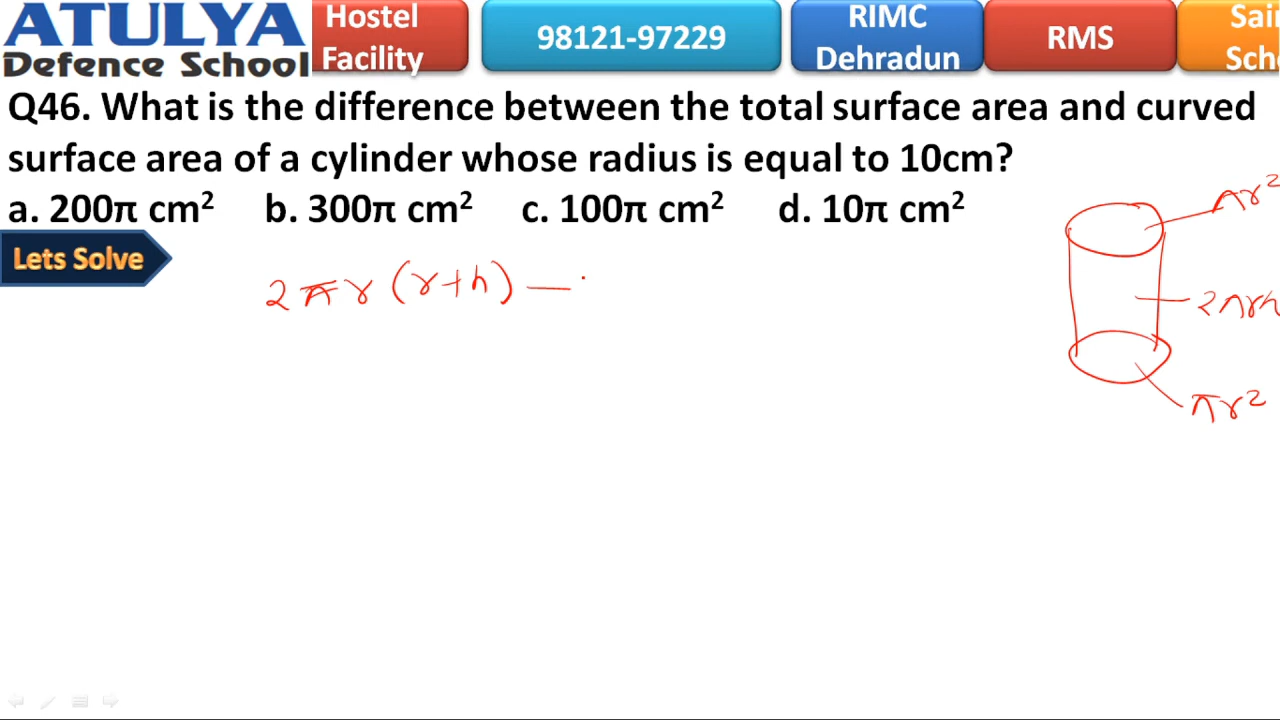 ATULYA
Defence School
Hostel
Facility
98121-97229
RIMC
Dehradun
RMS
Sai
Sch
Q46. What is the difference between the total surface area and curved
surface area of a cylinder whose radius is equal to 10cm?
a. 200π cm² b. 300π cm² c. 100π cm² d. 10π cm²
Lets Solve
2πr (r+h) —
πr²
2πrh
πr²